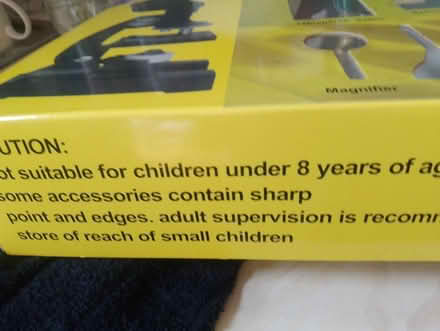 Magnifier
UTION:
ot suitable for children under 8 years of ag
some accessories contain sharp
point and edges. adult supervision is recomm
store of reach of small children